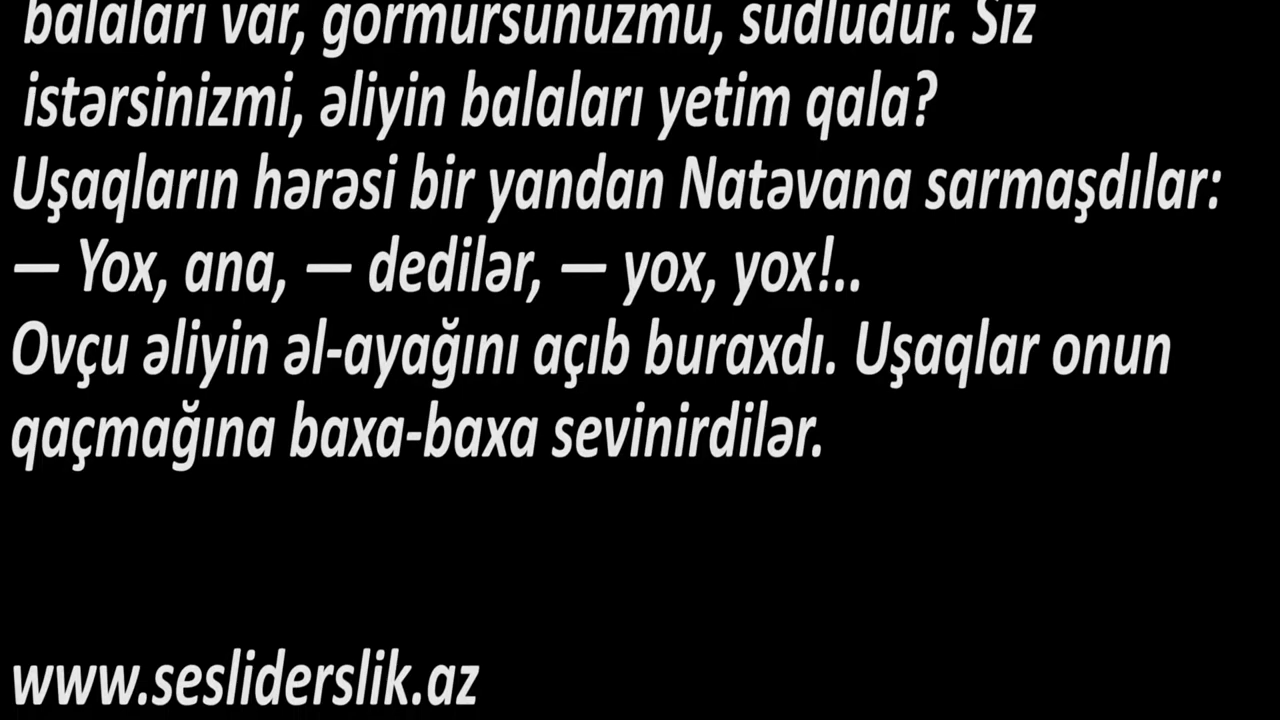 balaları var, görmürsünüzmü, südlüdür. Siz
istərsinizmi, əliyin balaları yetim qala?
Uşaqların hərəsi bir yandan Natəvana sarmaşdılar:
— Yox, ana, — dedilər, — yox, yox!..
Ovçu əliyin əl-ayağını açıb buraxdı. Uşaqlar onun
qaçmağına baxa-baxa sevinirdilər.
www.sesliderslik.az